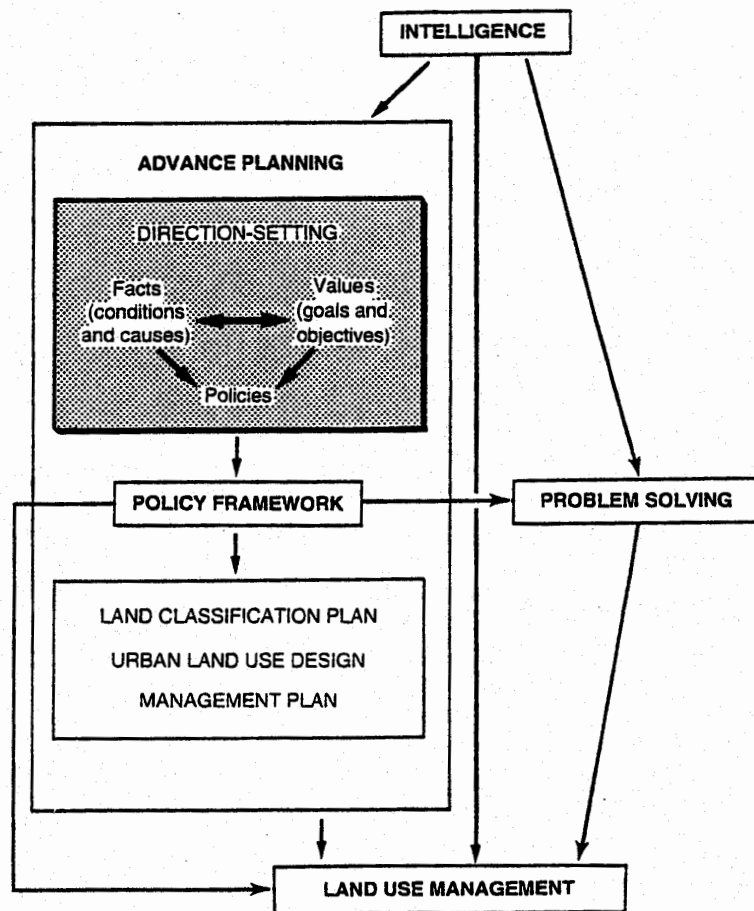 INTELLIGENCE
ADVANCE PLANNING
DIRECTION-SETTING
Facts
(conditions
and causes)
Values
(goals and
objectives)
Policies
POLICY FRAMEWORK
PROBLEM SOLVING
LAND CLASSIFICATION PLAN
URBAN LAND USE DESIGN
MANAGEMENT PLAN
LAND USE MANAGEMENT